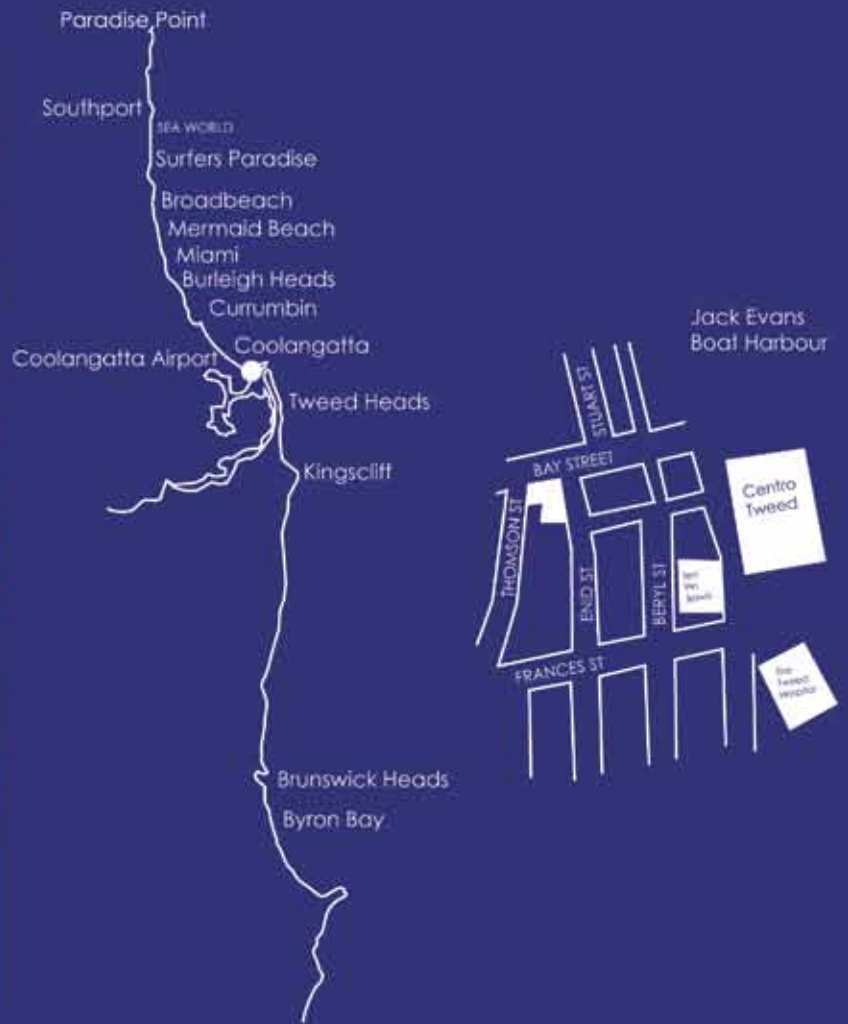 Paradise Point
Southport
SEA WORLD
Surfers Paradise
Broadbeach
Mermaid Beach
Miami
Burleigh Heads
Currumbin
Coolangatta
Coolangatta Airport
Tweed Heads
Kingscliff
Brunswick Heads
Byron Bay
Jack Evans
Boat Harbour
STUART ST
BAY STREET
THOMSON ST
ENID ST
BERYL ST
FRANCES ST
Centro
Tweed
Tweed
Hospital